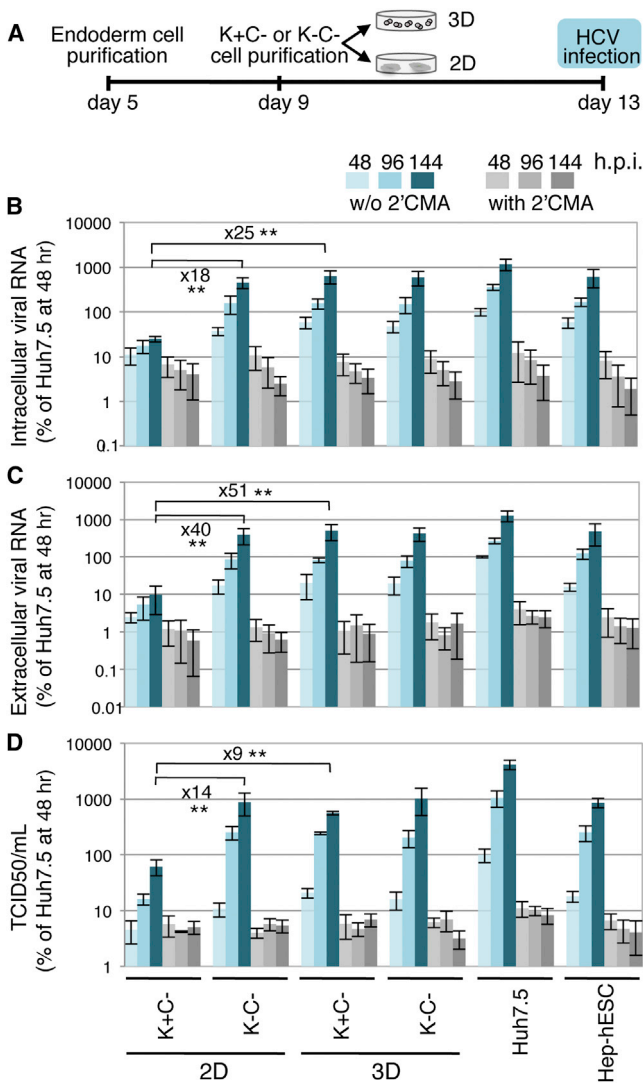 A
Endoderm cell purification
K+C- or K-C- cell purification
3D
2D
HCV infection
day 5
day 9
day 13
48 96 144 48 96 144 h.p.i.
w/o 2'CMA with 2'CMA
B
Intracellular viral RNA
(% of Huh7.5 at 48 hr)
10000
1000
100
10
1
0.1
x25 **
x18
**
C
Extracellular viral RNA
(% of Huh7.5 at 48 hr)
10000
1000
100
10
1
0.1
0.01
x51 **
x40
**
D
TCID50/mL
(% of Huh7.5 at 48 hr)
10000
1000
100
10
1
x9 **
x14
**
K+C-
K-C-
K+C-
K-C-
Huh7.5
Hep-hESC
2D
3D